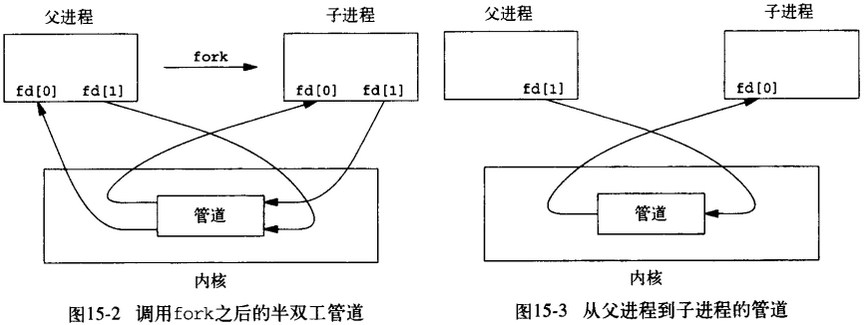 父进程
子进程
fork
fd[0] fd[1]
fd[0] fd[1]
管道
内核
图15-2 调用fork之后的半双工管道
父进程
子进程
fd[1]
fd[0]
管道
内核
图15-3 从父进程到子进程的管道